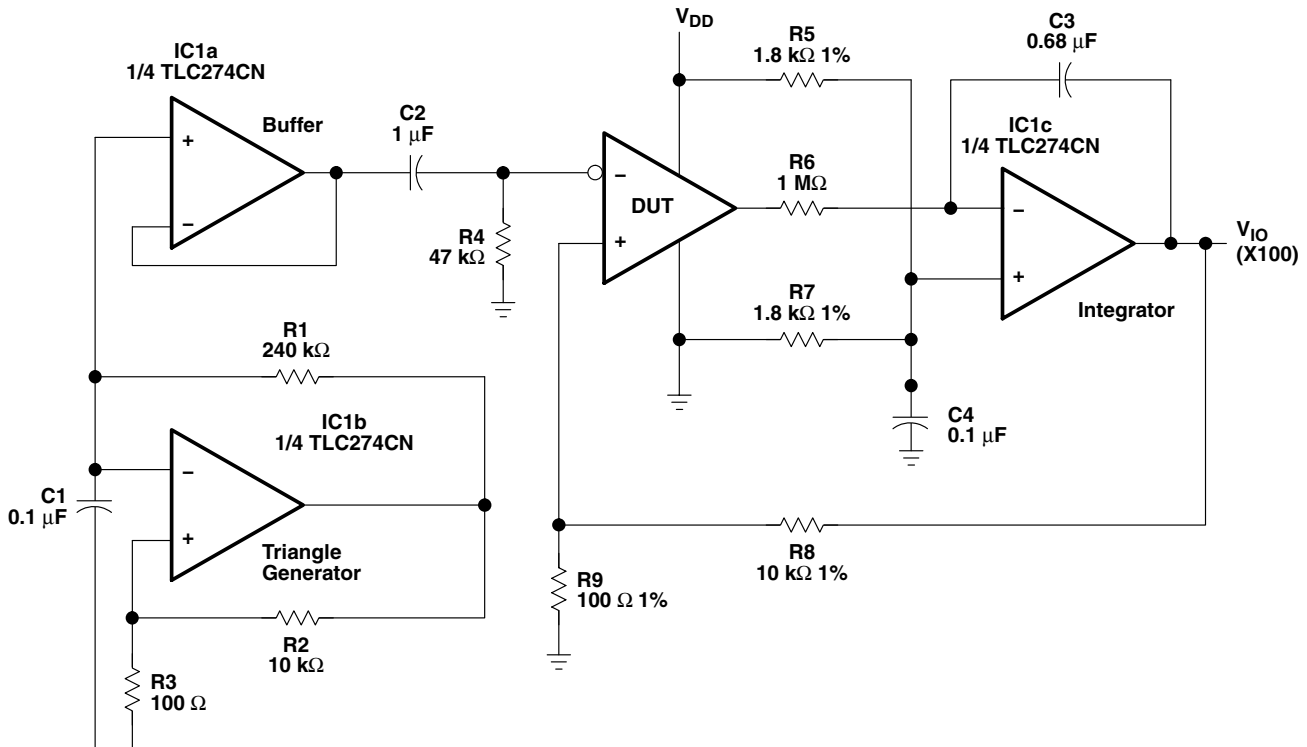 V_DD
C3
0.68 µF
R5
1.8 kΩ 1%
IC1a
1/4 TLC274CN
Buffer
C2
1 µF
IC1c
1/4 TLC274CN
+
−
R6
1 MΩ
−
DUT
+
−
+
V_IO
(X100)
R4
47 kΩ
R7
1.8 kΩ 1%
Integrator
R1
240 kΩ
IC1b
1/4 TLC274CN
C4
0.1 µF
−
C1
0.1 µF
+
Triangle
Generator
R8
10 kΩ 1%
R9
100 Ω 1%
R2
10 kΩ
R3
100 Ω